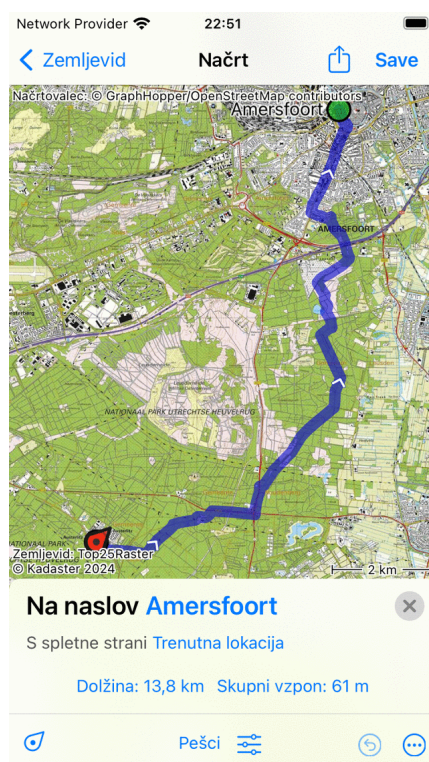 Network Provider 22:51
Zemljevid Načrt Save
Načrtovalec: © GraphHopper/OpenStreetMap contributors
Amersfoort
AMERSFOORT
NATIONAAL PARK UTRECHTSE HEUVELRUG
NATIONAAL PARK
Zemljevid: Top25Raster
© Kadaster 2024
2 km
Na naslov Amersfoort
S spletne strani Trenutna lokacija
Dolžina: 13,8 km Skupni vzpon: 61 m
Pešci